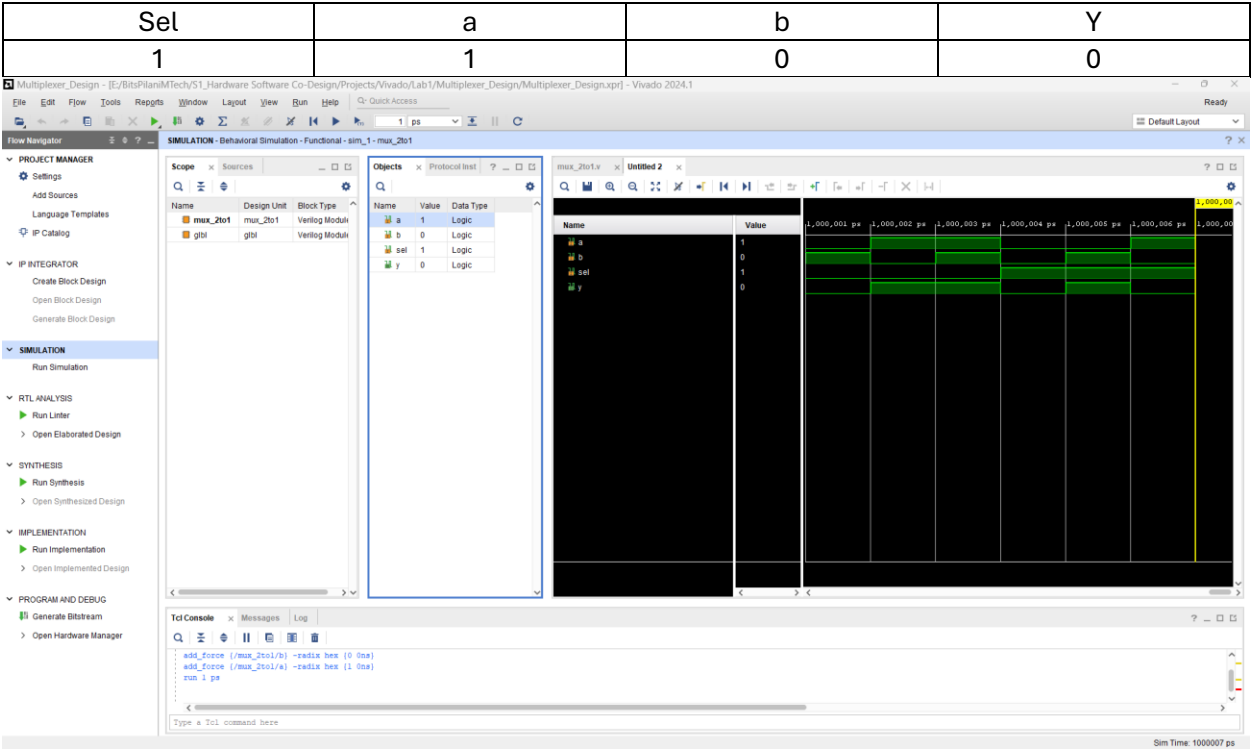 Sel a b Y
1 1 0 0
Multiplexer_Design - [E:/BitsPilaniMTech/S1_Hardware Software Co-Design/Projects/Vivado/Lab1/Multiplexer_Design/Multiplexer_Design.xpr] - Vivado 2024.1
File Edit Flow Tools Reports Window Layout View Run Help Quick Access Ready
1 ps Default Layout
Flow Navigator
SIMULATION - Behavioral Simulation - Functional - sim_1 - mux_2to1
PROJECT MANAGER
Settings
Add Sources
Language Templates
IP Catalog
IP INTEGRATOR
Create Block Design
Open Block Design
Generate Block Design
SIMULATION
Run Simulation
RTL ANALYSIS
Run Linter
Open Elaborated Design
SYNTHESIS
Run Synthesis
Open Synthesized Design
IMPLEMENTATION
Run Implementation
Open Implemented Design
PROGRAM AND DEBUG
Generate Bitstream
Open Hardware Manager
Scope Sources
Name Design Unit Block Type
mux_2to1 mux_2to1 Verilog Module
glbl glbl Verilog Module
Objects Protocol Inst
Name Value Data Type
a 1 Logic
b 0 Logic
sel 1 Logic
y 0 Logic
mux_2to1.v Untitled 2
1,000,00
Name Value 1,000,001 ps 1,000,002 ps 1,000,003 ps 1,000,004 ps 1,000,005 ps 1,000,006 ps 1,000,00
a 1
b 0
sel 1
y 0
Tcl Console Messages Log
add_force {/mux_2to1/b} -radix hex {0 0ns}
add_force {/mux_2to1/a} -radix hex {1 0ns}
run 1 ps
Type a Tcl command here
Sim Time: 1000007 ps